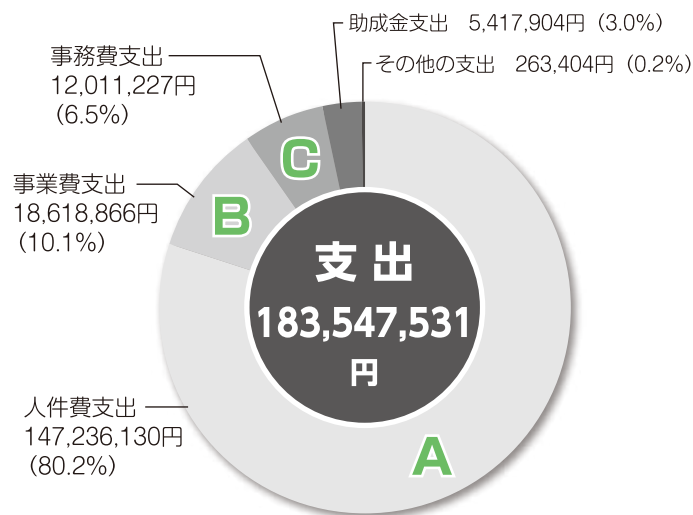 助成金支出　5,417,904円（3.0%）
その他の支出　263,404円（0.2%）
事務費支出
12,011,227円
（6.5%）
C
事業費支出
18,618,866円
（10.1%）
B
支出
183,547,531
円
人件費支出
147,236,130円
（80.2%）
A